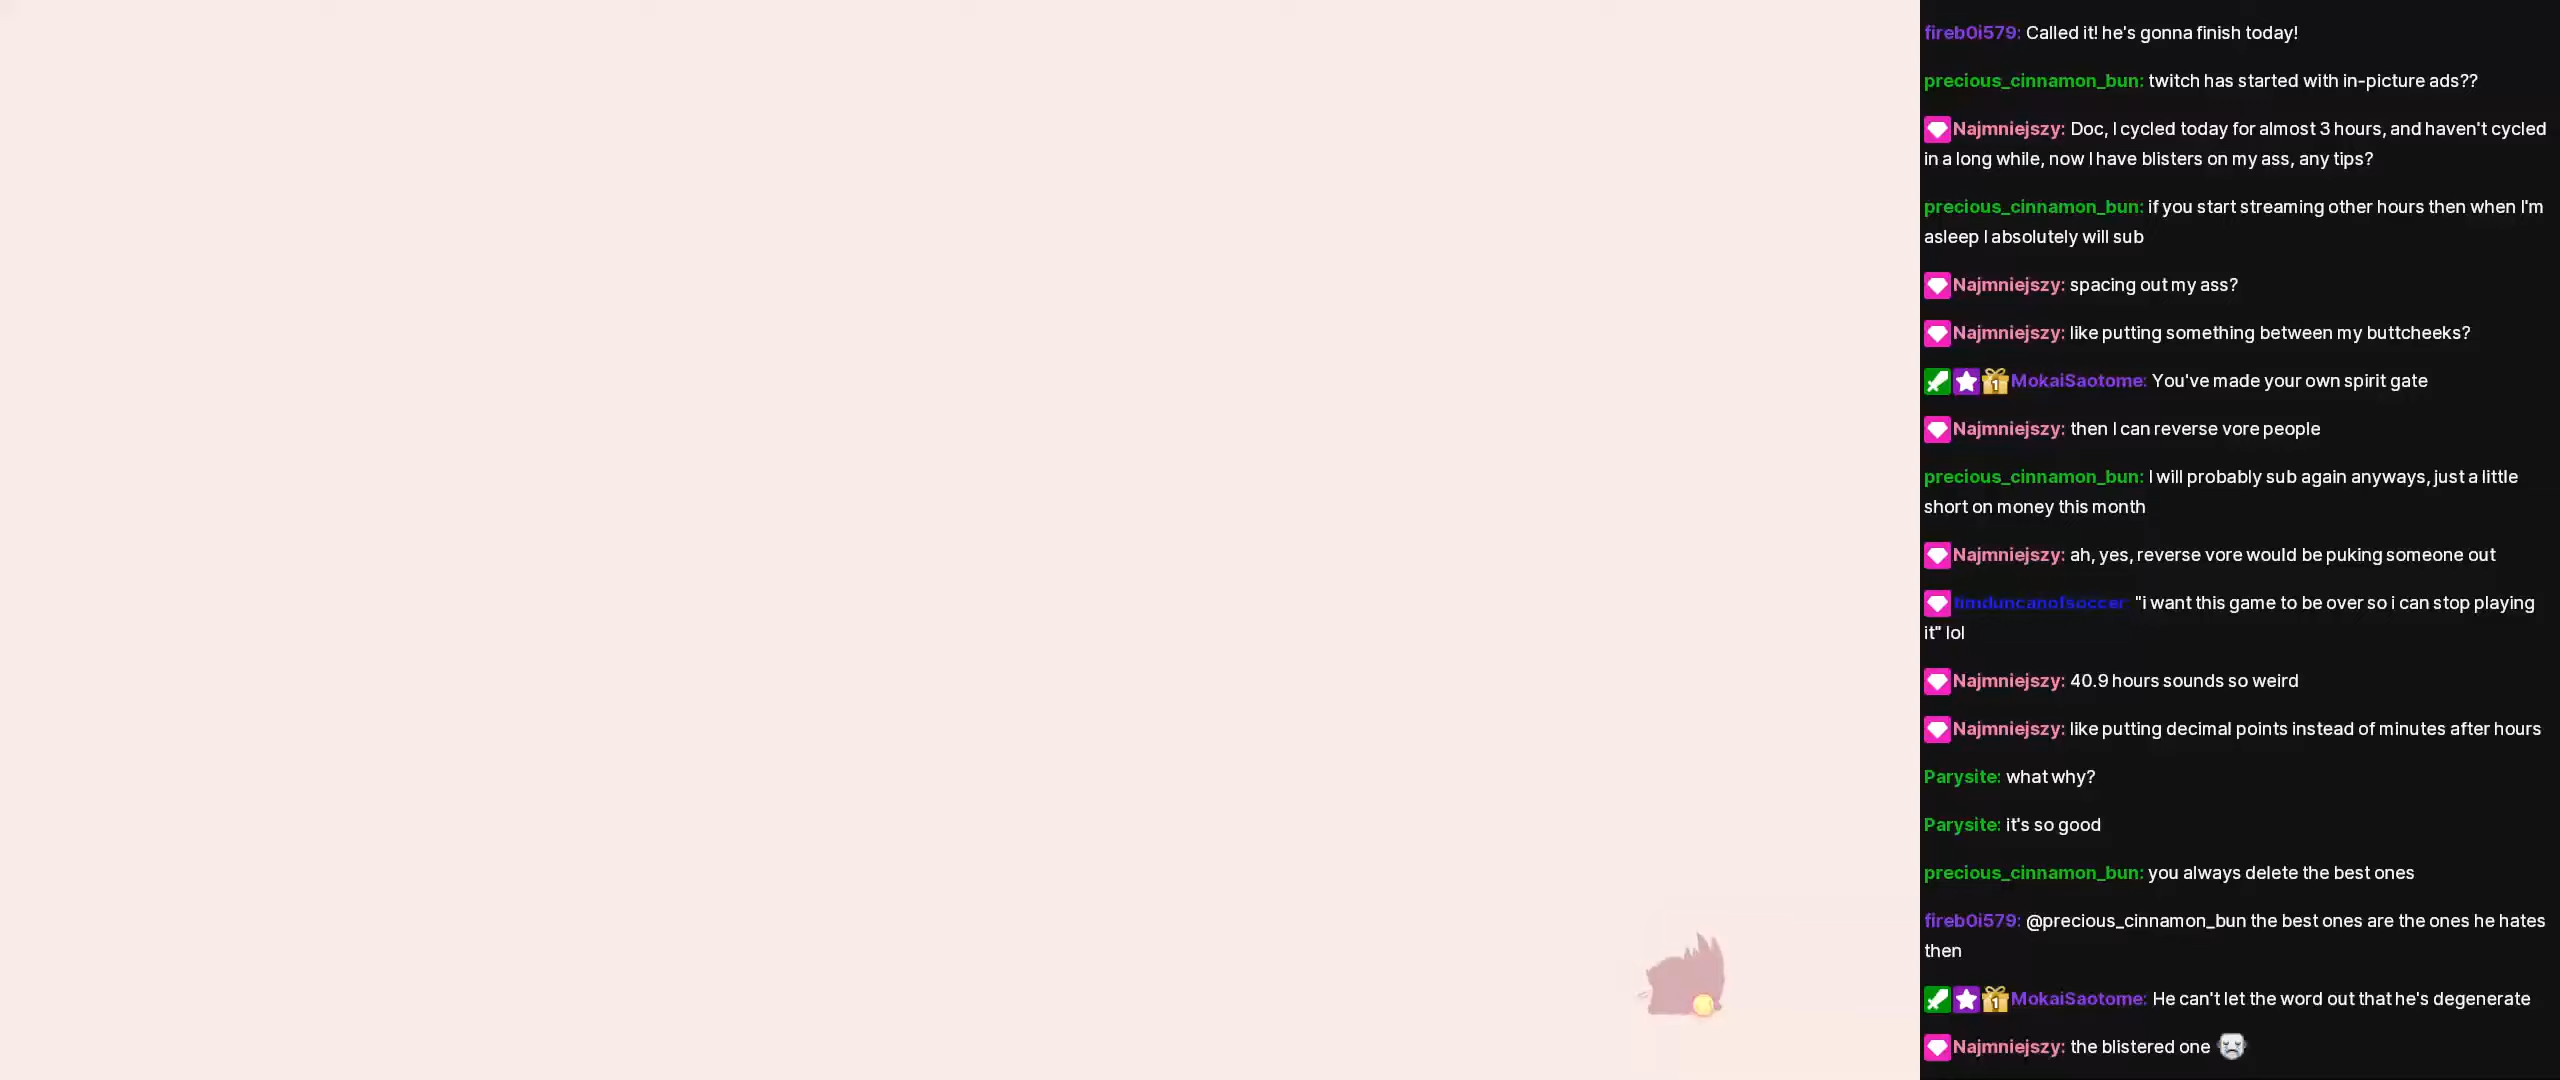 fireb0i579: Called it! he's gonna finish today!
precious_cinnamon_bun: twitch has started with in-picture ads??
Najmniejszy: Doc, I cycled today for almost 3 hours, and haven't cycled
in a long while, now I have blisters on my ass, any tips?
precious_cinnamon_bun: if you start streaming other hours then when I'm
asleep I absolutely will sub
Najmniejszy: spacing out my ass?
Najmniejszy: like putting something between my buttcheeks?
1 MokaiSaotome: You've made your own spirit gate
Najmniejszy: then I can reverse vore people
precious_cinnamon_bun: I will probably sub again anyways, just a little
short on money this month
Najmniejszy: ah, yes, reverse vore would be puking someone out
timduncanofsoccer: "i want this game to be over so i can stop playing
it" lol
Najmniejszy: 40.9 hours sounds so weird
Najmniejszy: like putting decimal points instead of minutes after hours
Parysite: what why?
Parysite: it's so good
precious_cinnamon_bun: you always delete the best ones
fireb0i579: @precious_cinnamon_bun the best ones are the ones he hates
then
1 MokaiSaotome: He can't let the word out that he's degenerate
Najmniejszy: the blistered one